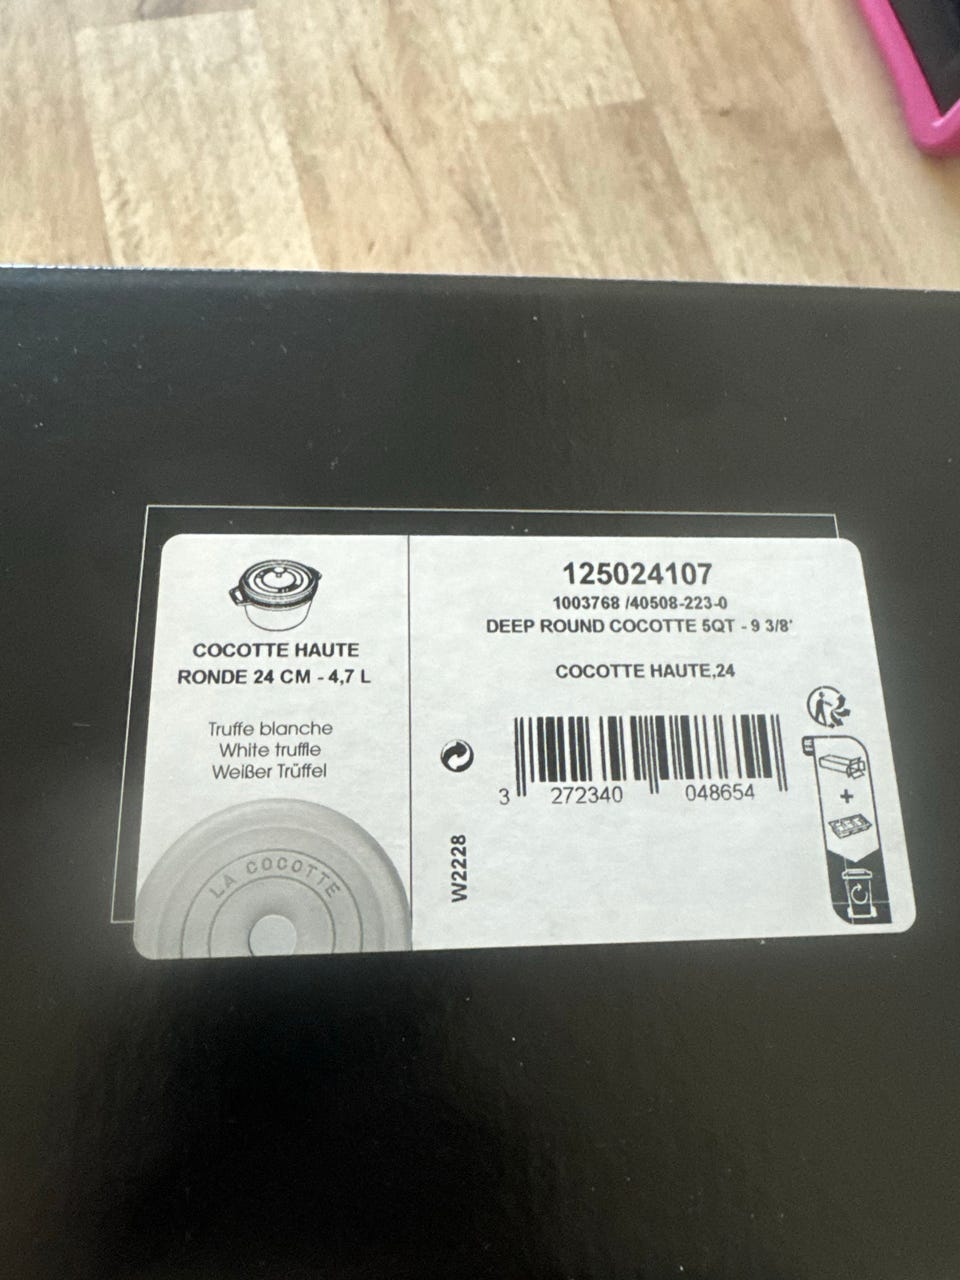 COCOTTE HAUTE
RONDE 24 CM - 4,7 L
Truffe blanche
White truffle
Weißer Trüffel
LA COCOTTE
125024107
1003768 /40508-223-0
DEEP ROUND COCOTTE 5QT - 9 3/8'
COCOTTE HAUTE,24
3 272340 048654
W2228
FR
+